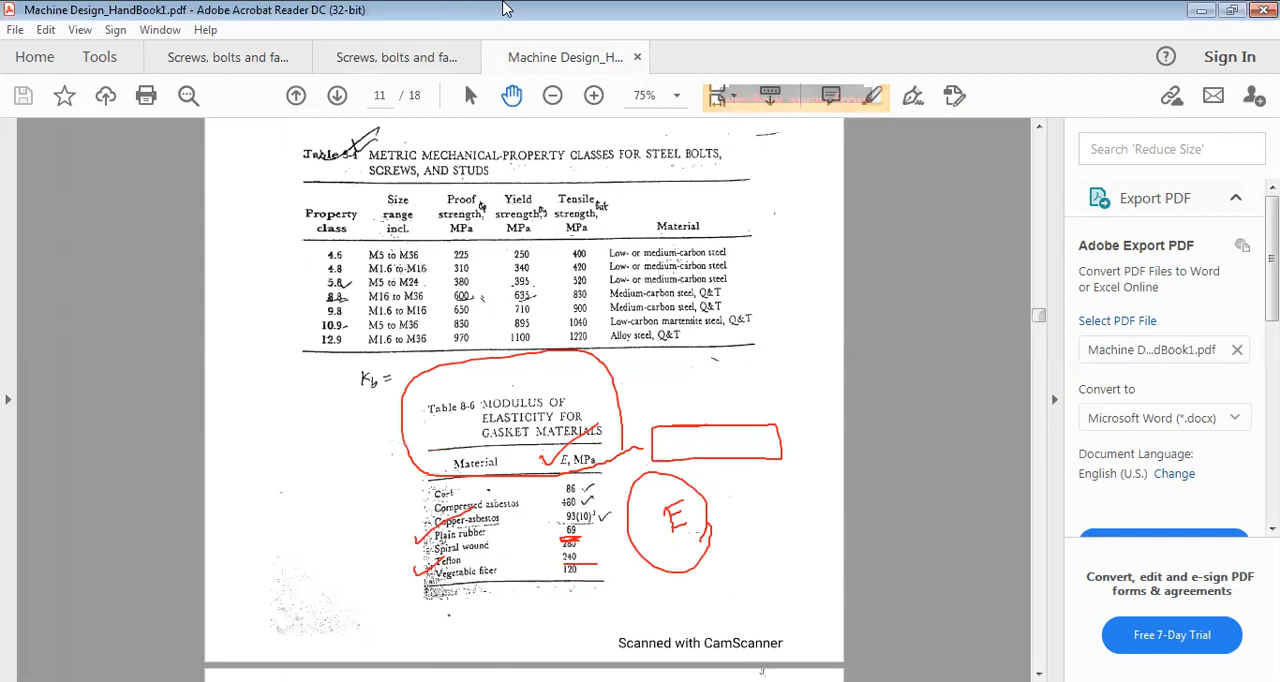 Machine Design_HandBook1.pdf - Adobe Acrobat Reader DC (32-bit)
File Edit View Sign Window Help
Home Tools Screws, bolts and fa... Screws, bolts and fa... Machine Design_H... × Sign In
11 / 18 75%
METRIC MECHANICAL-PROPERTY CLASSES FOR STEEL BOLTS,
SCREWS, AND STUDS
Property class Size range incl. Proof strength, MPa Yield strength, MPa Tensile strength, MPa Material
4.6 M5 to M36 225 250 400 Low- or medium-carbon steel
4.8 M1.6 to M16 310 340 420 Low- or medium-carbon steel
5.8 M5 to M24 380 395 520 Low- or medium-carbon steel
8.8 M16 to M36 600 635 830 Medium-carbon steel, Q&T
9.8 M1.6 to M16 650 710 900 Medium-carbon steel, Q&T
10.9 M5 to M36 830 895 1040 Low-carbon martensite steel, Q&T
12.9 M1.6 to M36 970 1100 1220 Alloy steel, Q&T
Kb =
Table 8-6 MODULUS OF
ELASTICITY FOR
GASKET MATERIALS
Material E, MPa
86
Compressed asbestos 480
Copper-asbestos 93(10)³
Plain rubber 69
Spiral wound 280
Teflon 240
Vegetable fiber 120
E
Scanned with CamScanner
Search 'Reduce Size'
Export PDF
Adobe Export PDF
Convert PDF Files to Word
or Excel Online
Select PDF File
Machine D...dBook1.pdf ×
Convert to
Microsoft Word (*.docx)
Document Language:
English (U.S.) Change
Convert, edit and e-sign PDF
forms & agreements
Free 7-Day Trial